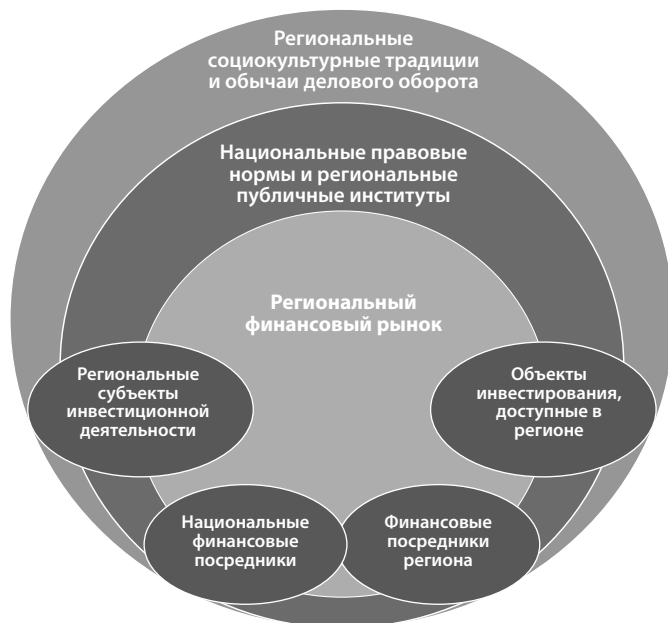 Региональные
социокультурные традиции
и обычаи делового оборота
Национальные правовые
нормы и региональные
публичные институты
Региональный
финансовый рынок
Региональные
субъекты
инвестиционной
деятельности
Объекты
инвестирования,
доступные в
регионе
Национальные
финансовые
посредники
Финансовые
посредники
региона